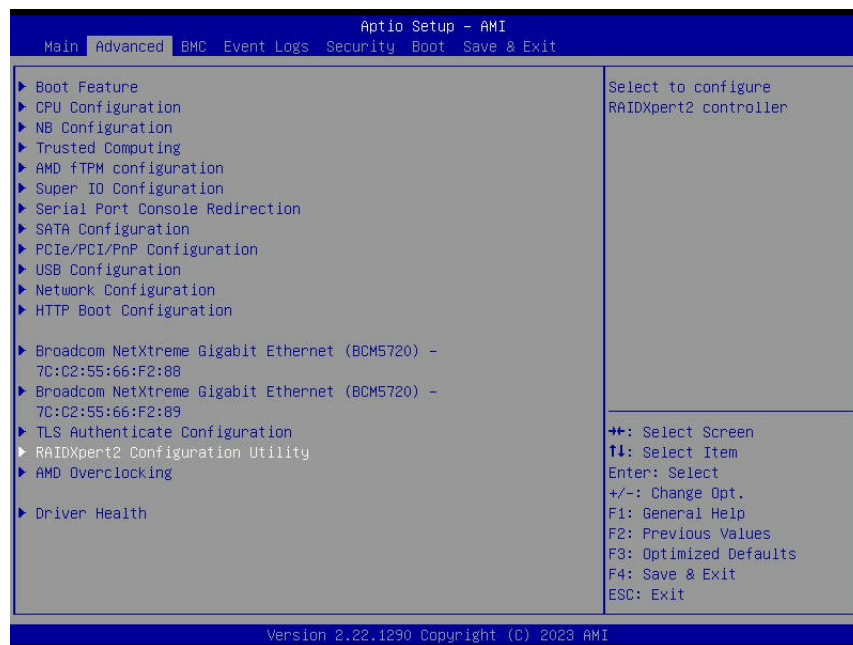 Aptio Setup – AMI
Main Advanced BMC Event Logs Security Boot Save & Exit
Boot Feature
CPU Configuration
NB Configuration
Trusted Computing
AMD fTPM configuration
Super IO Configuration
Serial Port Console Redirection
SATA Configuration
PCIe/PCI/PnP Configuration
USB Configuration
Network Configuration
HTTP Boot Configuration
Broadcom NetXtreme Gigabit Ethernet (BCM5720) –
7C:C2:55:66:F2:88
Broadcom NetXtreme Gigabit Ethernet (BCM5720) –
7C:C2:55:66:F2:89
TLS Authenticate Configuration
RAIDXpert2 Configuration Utility
AMD Overclocking
Driver Health
Select to configure
RAIDXpert2 controller
→←: Select Screen
↑↓: Select Item
Enter: Select
+/-: Change Opt.
F1: General Help
F2: Previous Values
F3: Optimized Defaults
F4: Save & Exit
ESC: Exit
Version 2.22.1290 Copyright (C) 2023 AMI